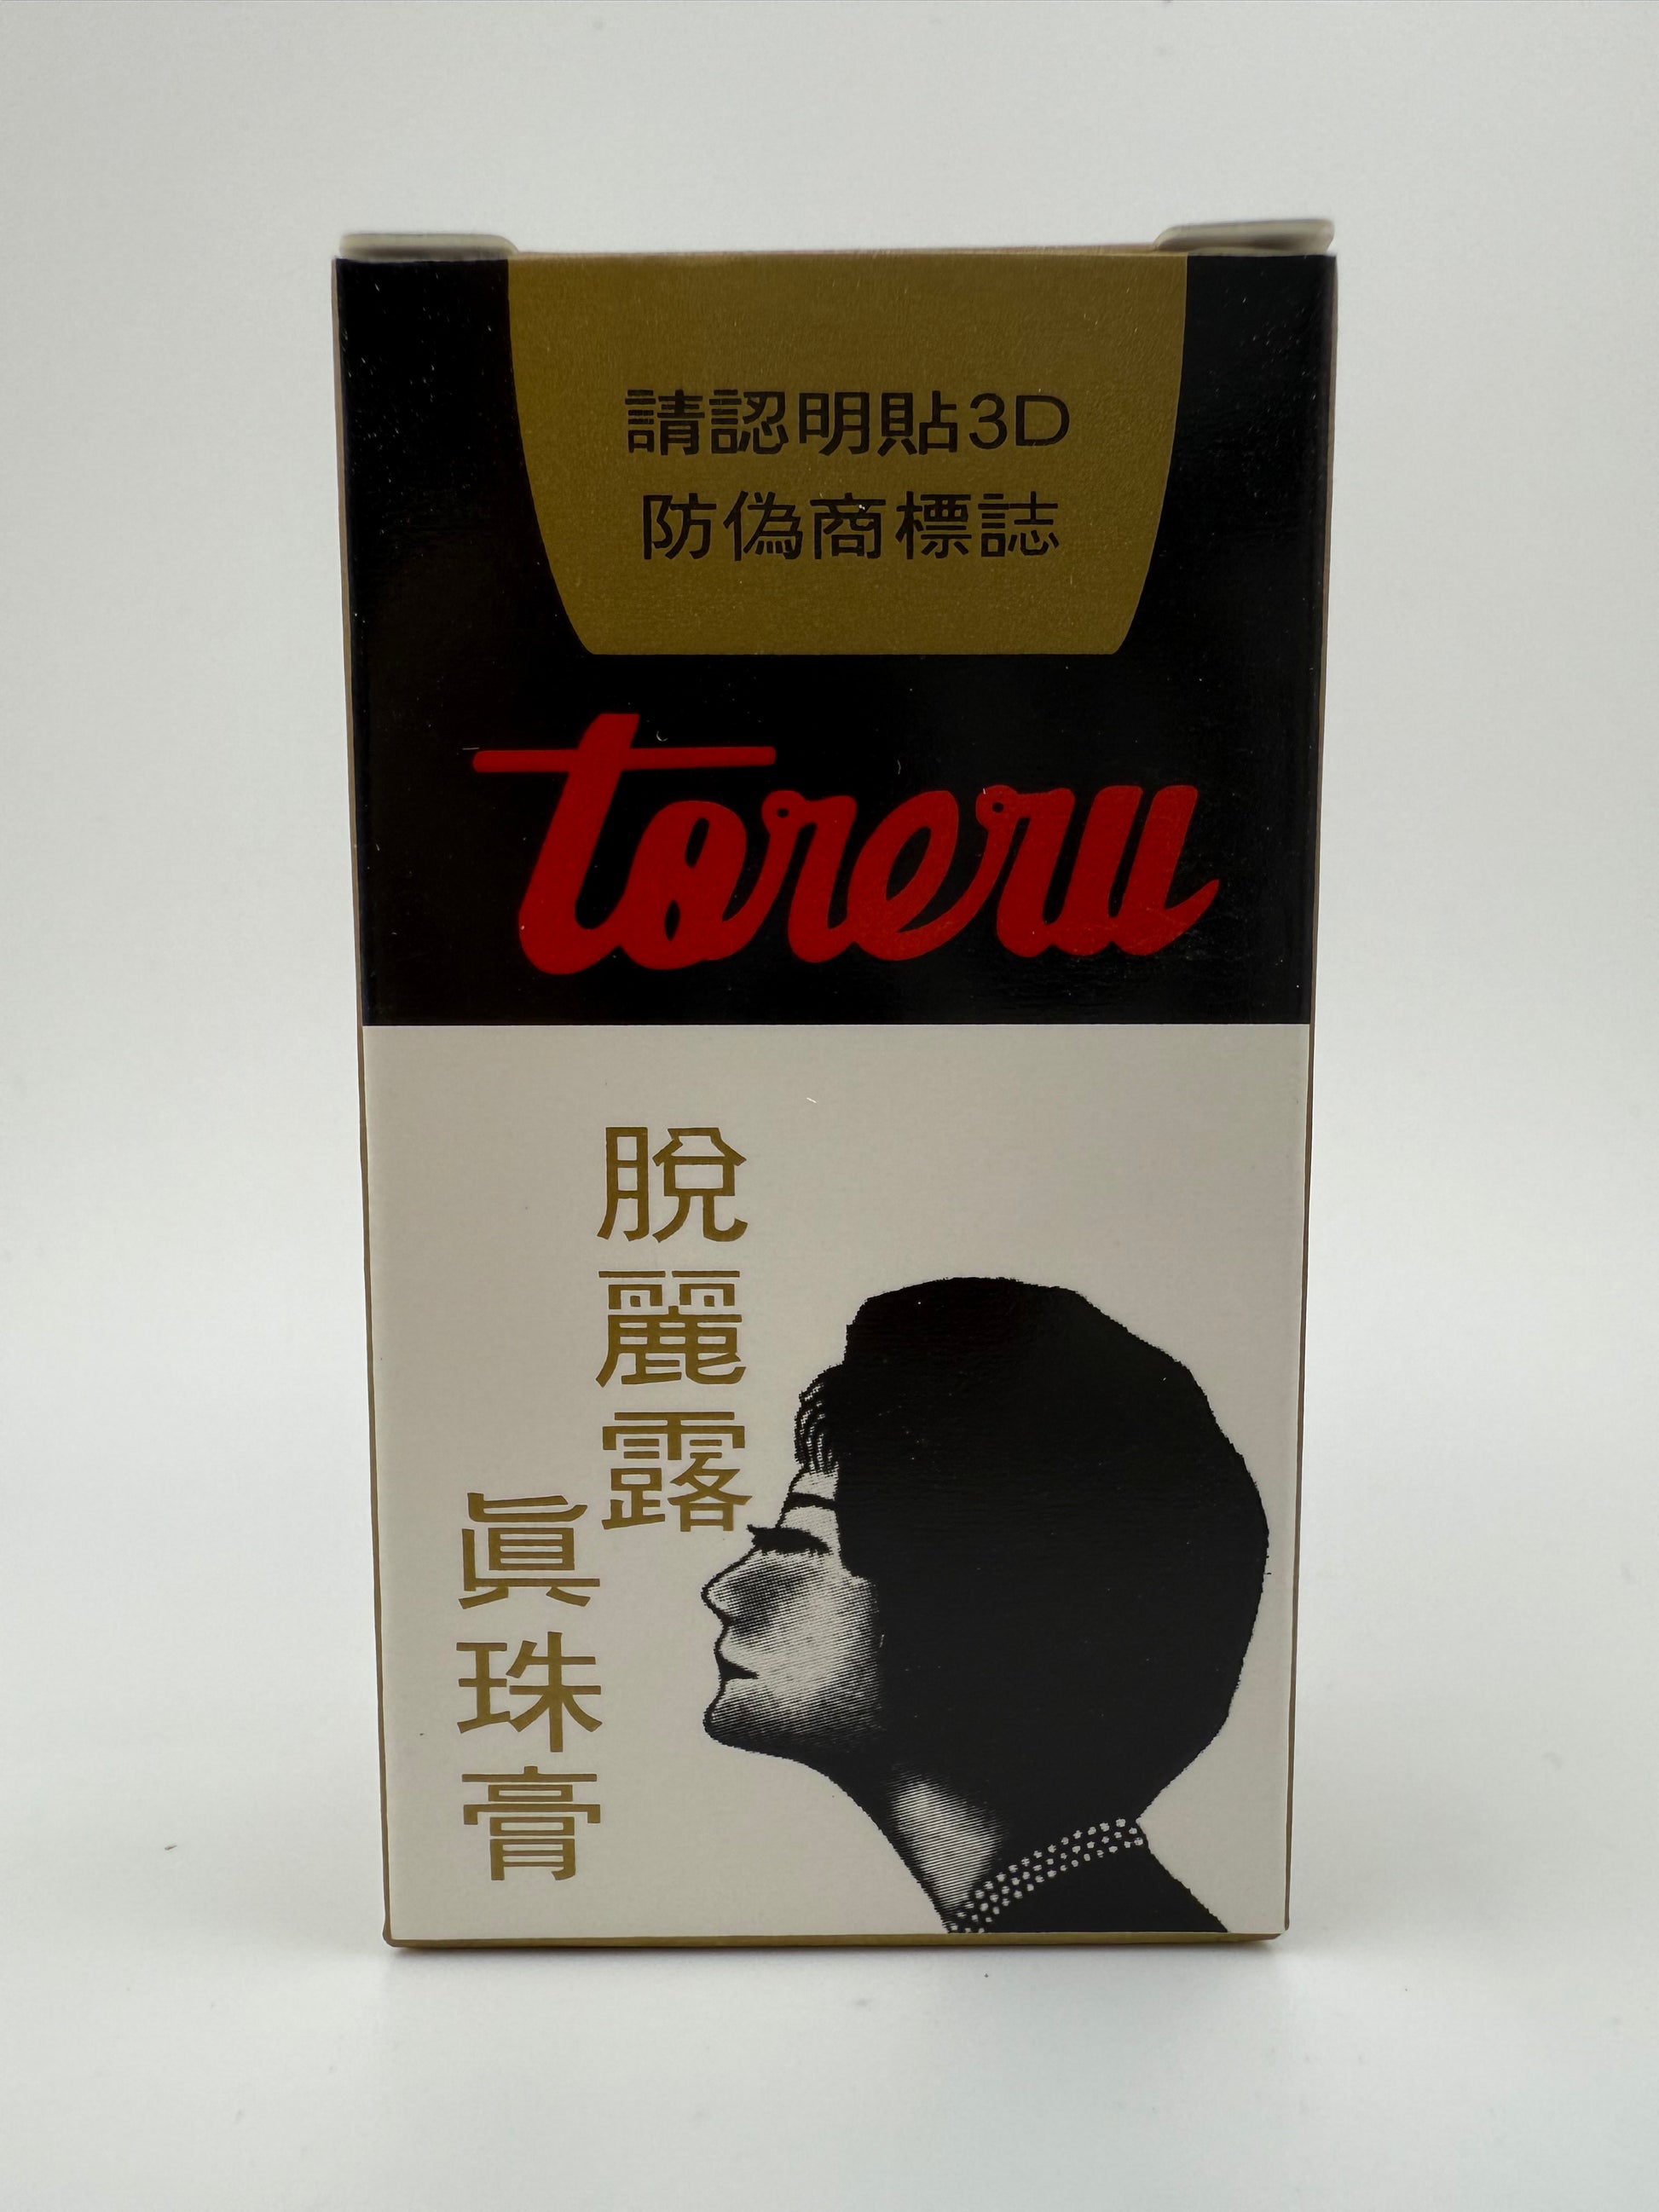 請認明貼3D
防偽商標誌
toreru
脫麗露
眞珠膏